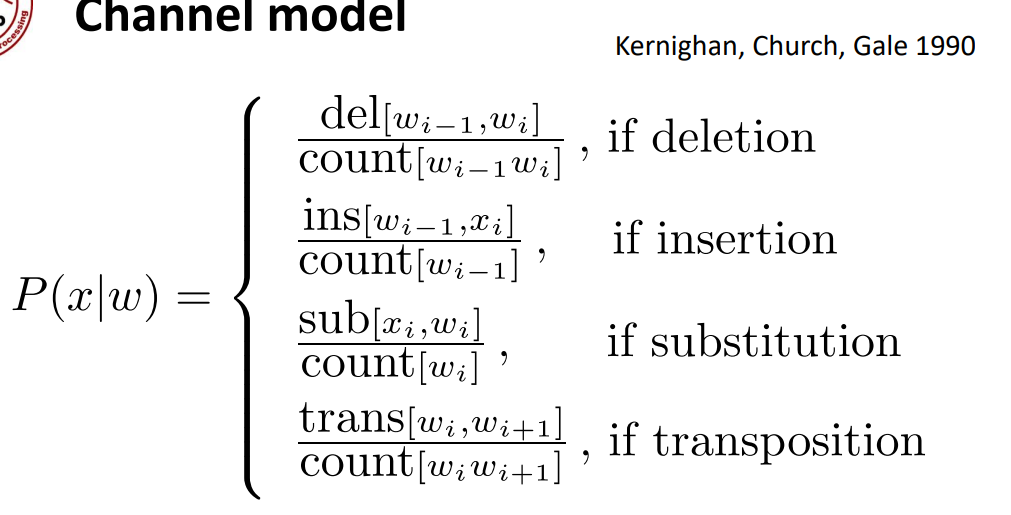 Channel model
Kernighan, Church, Gale 1990
del[w_{i−1},w_i]
count[w_{i−1}w_i] , if deletion
ins[w_{i−1},x_i]
count[w_{i−1}] , if insertion
P(x|w) =
sub[x_i,w_i]
count[w_i] , if substitution
trans[w_i,w_{i+1}]
count[w_iw_{i+1}] , if transposition